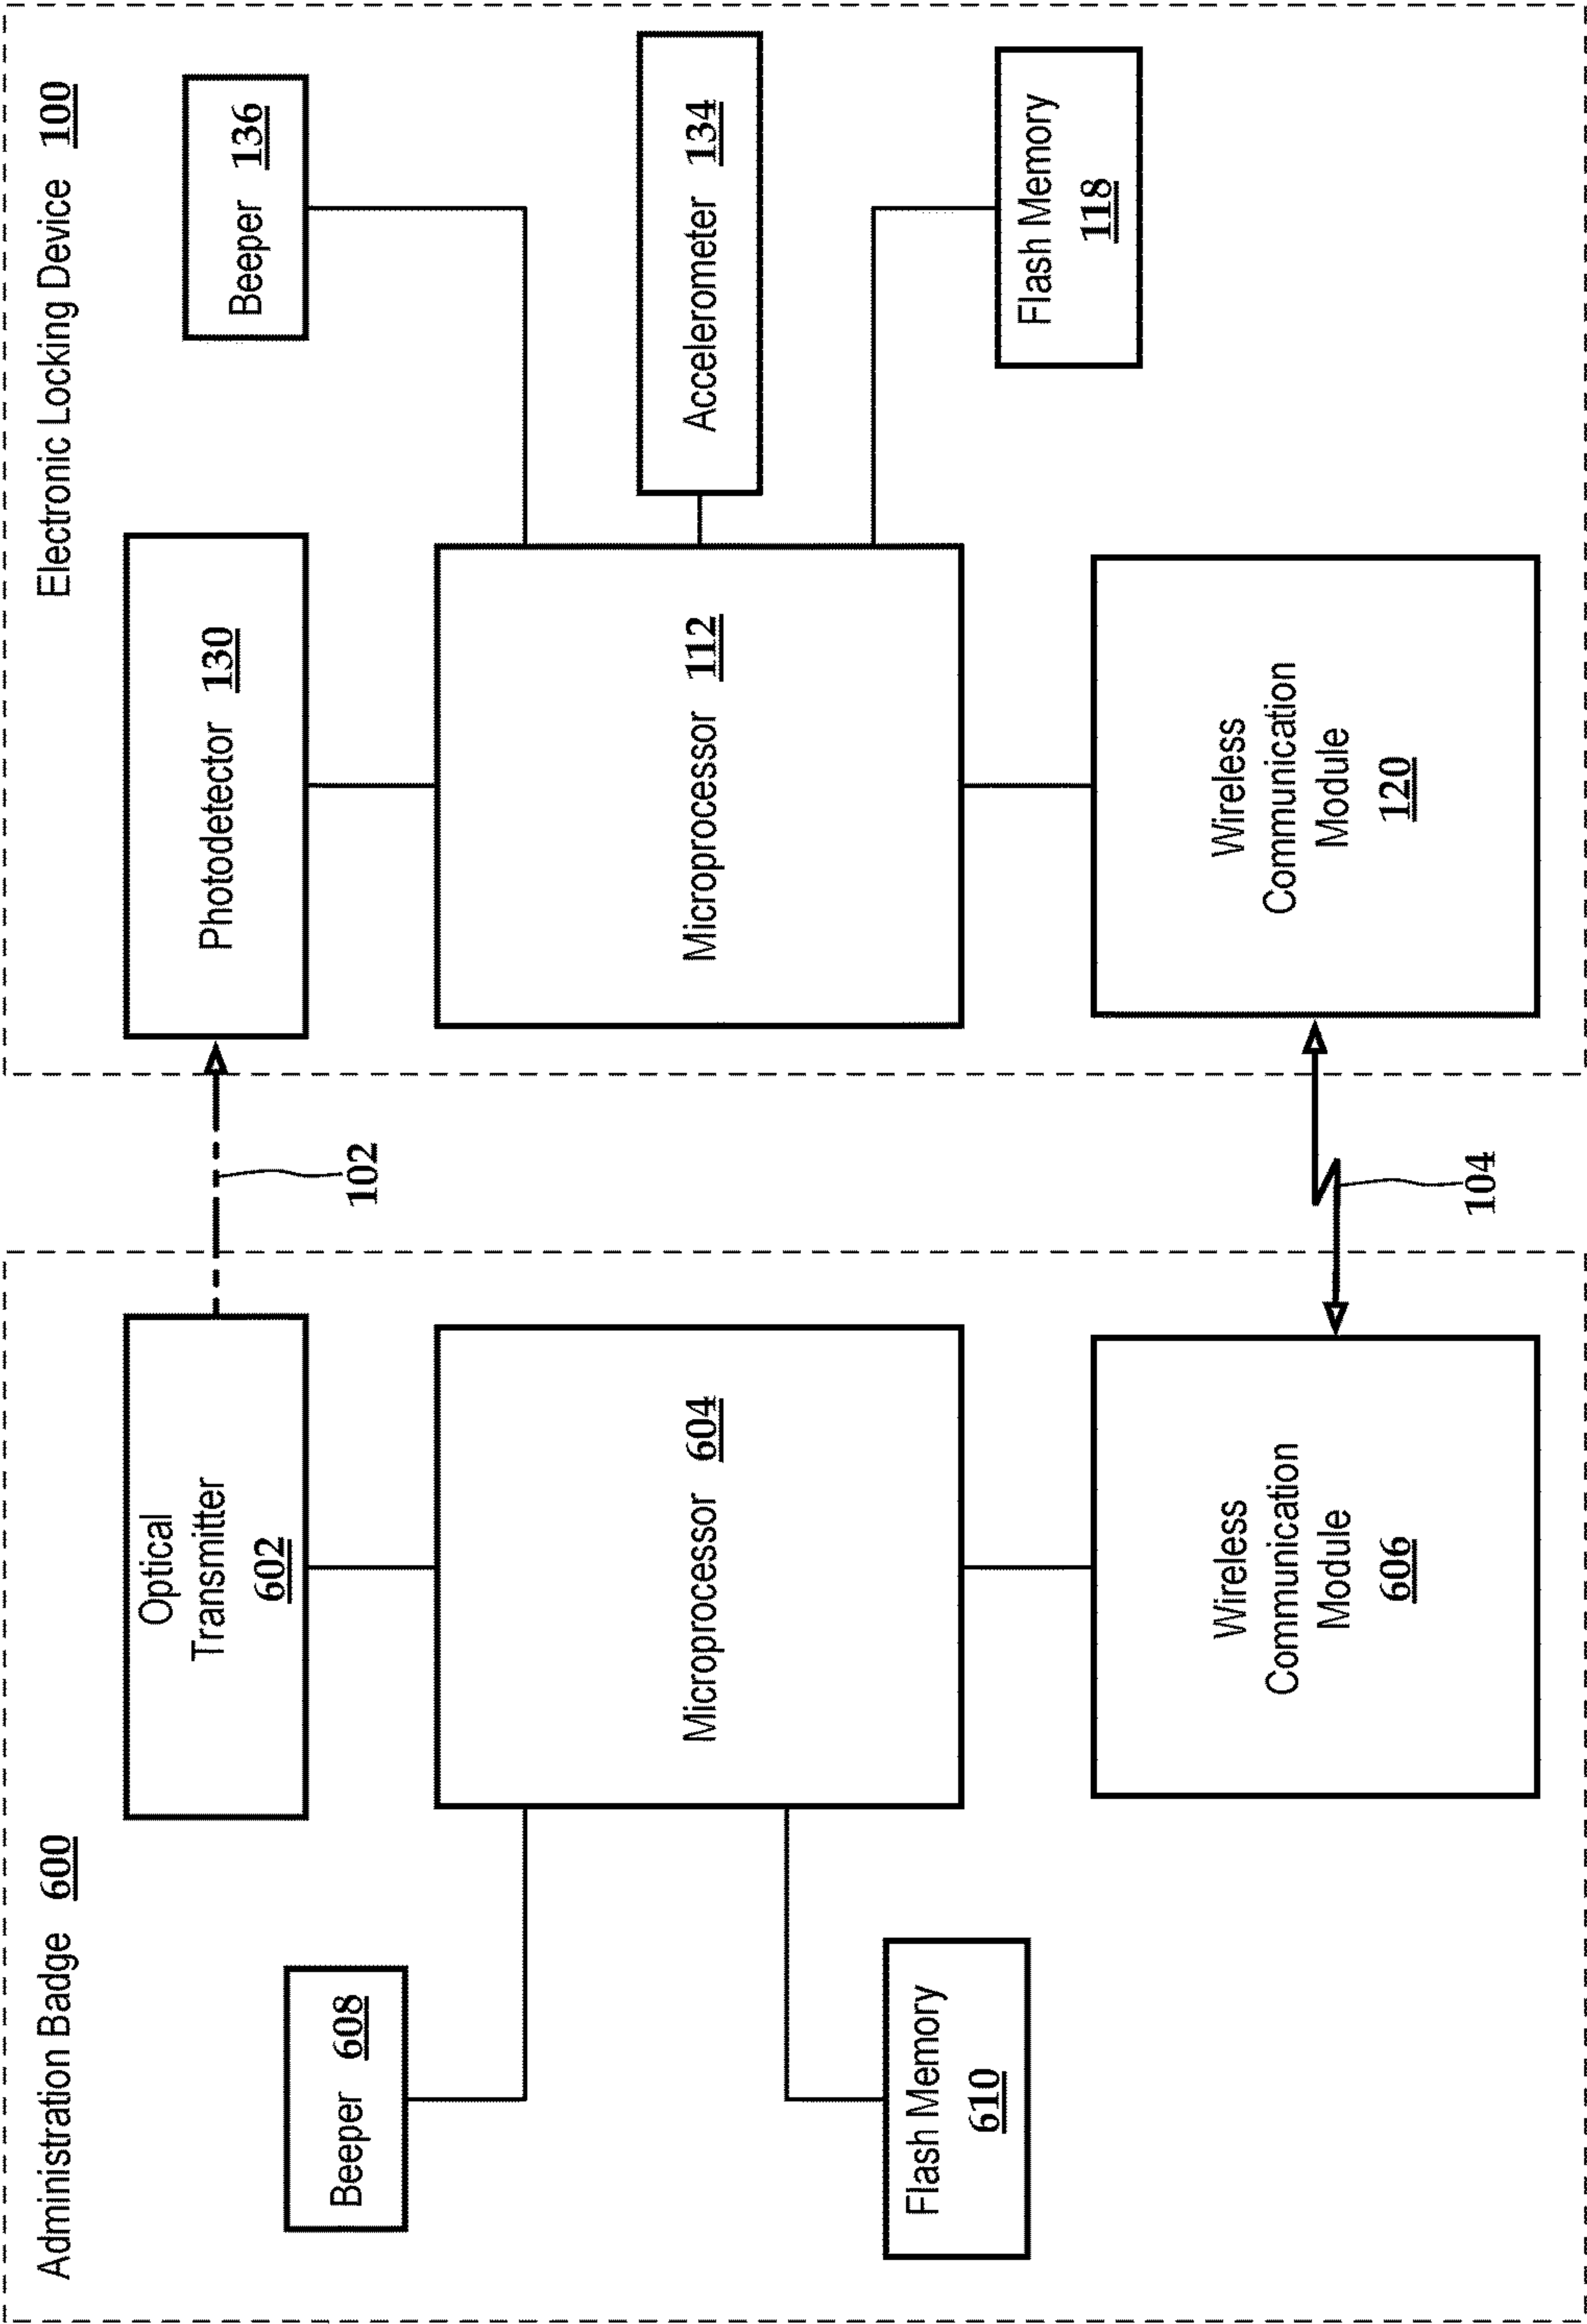 Administration Badge 600
Optical
Transmitter
602
Beeper 608
Microprocessor 604
Flash Memory
610
Wireless
Communication
Module
606
102
104
Electronic Locking Device 100
Photodetector 130
Beeper 136
Microprocessor 112
Accelerometer 134
Flash Memory
118
Wireless
Communication
Module
120